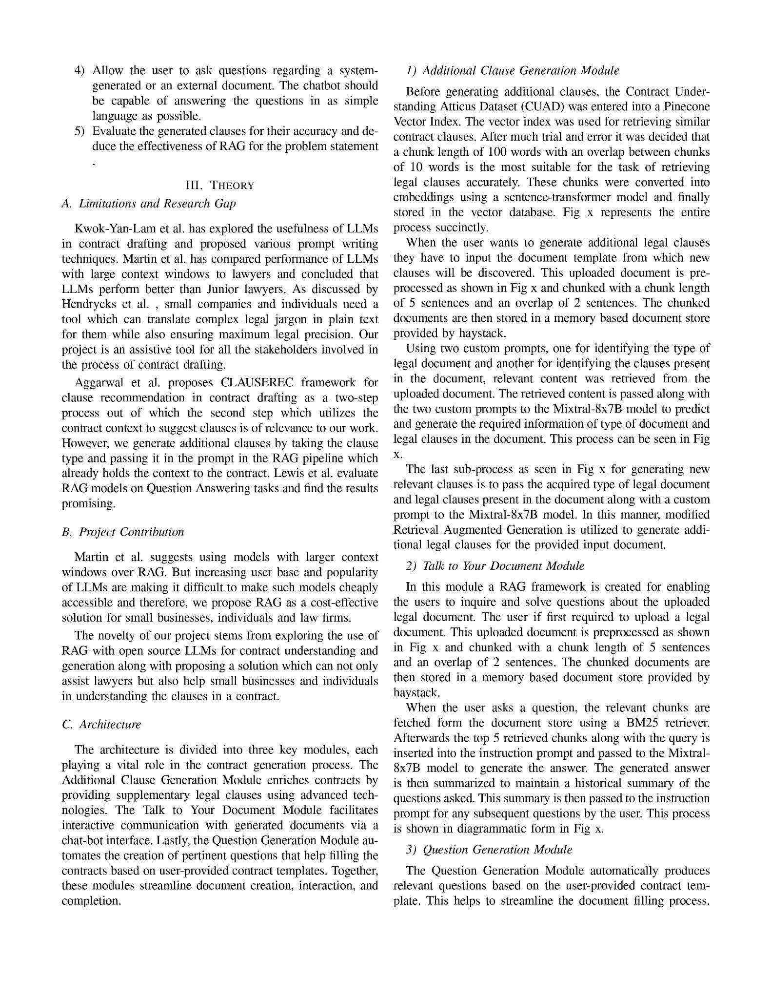 4) Allow the user to ask questions regarding a system-
generated or an external document. The chatbot should
be capable of answering the questions in as simple
language as possible.
5) Evaluate the generated clauses for their accuracy and de-
duce the effectiveness of RAG for the problem statement
.
III. THEORY
A. Limitations and Research Gap
Kwok-Yan-Lam et al. has explored the usefulness of LLMs
in contract drafting and proposed various prompt writing
techniques. Martin et al. has compared performance of LLMs
with large context windows to lawyers and concluded that
LLMs perform better than Junior lawyers. As discussed by
Hendrycks et al. , small companies and individuals need a
tool which can translate complex legal jargon in plain text
for them while also ensuring maximum legal precision. Our
project is an assistive tool for all the stakeholders involved in
the process of contract drafting.
Aggarwal et al. proposes CLAUSEREC framework for
clause recommendation in contract drafting as a two-step
process out of which the second step which utilizes the
contract context to suggest clauses is of relevance to our work.
However, we generate additional clauses by taking the clause
type and passing it in the prompt in the RAG pipeline which
already holds the context to the contract. Lewis et al. evaluate
RAG models on Question Answering tasks and find the results
promising.
B. Project Contribution
Martin et al. suggests using models with larger context
windows over RAG. But increasing user base and popularity
of LLMs are making it difficult to make such models cheaply
accessible and therefore, we propose RAG as a cost-effective
solution for small businesses, individuals and law firms.
The novelty of our project stems from exploring the use of
RAG with open source LLMs for contract understanding and
generation along with proposing a solution which can not only
assist lawyers but also help small businesses and individuals
in understanding the clauses in a contract.
C. Architecture
The architecture is divided into three key modules, each
playing a vital role in the contract generation process. The
Additional Clause Generation Module enriches contracts by
providing supplementary legal clauses using advanced tech-
nologies. The Talk to Your Document Module facilitates
interactive communication with generated documents via a
chat-bot interface. Lastly, the Question Generation Module au-
tomates the creation of pertinent questions that help filling the
contracts based on user-provided contract templates. Together,
these modules streamline document creation, interaction, and
completion.
1) Additional Clause Generation Module
Before generating additional clauses, the Contract Under-
standing Atticus Dataset (CUAD) was entered into a Pinecone
Vector Index. The vector index was used for retrieving similar
contract clauses. After much trial and error it was decided that
a chunk length of 100 words with an overlap between chunks
of 10 words is the most suitable for the task of retrieving
legal clauses accurately. These chunks were converted into
embeddings using a sentence-transformer model and finally
stored in the vector database. Fig x represents the entire
process succinctly.
When the user wants to generate additional legal clauses
they have to input the document template from which new
clauses will be discovered. This uploaded document is pre-
processed as shown in Fig x and chunked with a chunk length
of 5 sentences and an overlap of 2 sentences. The chunked
documents are then stored in a memory based document store
provided by haystack.
Using two custom prompts, one for identifying the type of
legal document and another for identifying the clauses present
in the document, relevant content was retrieved from the
uploaded document. The retrieved content is passed along with
the two custom prompts to the Mixtral-8x7B model to predict
and generate the required information of type of document and
legal clauses in the document. This process can be seen in Fig
x.
The last sub-process as seen in Fig x for generating new
relevant clauses is to pass the acquired type of legal document
and legal clauses present in the document along with a custom
prompt to the Mixtral-8x7B model. In this manner, modified
Retrieval Augmented Generation is utilized to generate addi-
tional legal clauses for the provided input document.
2) Talk to Your Document Module
In this module a RAG framework is created for enabling
the users to inquire and solve questions about the uploaded
legal document. The user if first required to upload a legal
document. This uploaded document is preprocessed as shown
in Fig x and chunked with a chunk length of 5 sentences
and an overlap of 2 sentences. The chunked documents are
then stored in a memory based document store provided by
haystack.
When the user asks a question, the relevant chunks are
fetched form the document store using a BM25 retriever.
Afterwards the top 5 retrieved chunks along with the query is
inserted into the instruction prompt and passed to the Mixtral-
8x7B model to generate the answer. The generated answer
is then summarized to maintain a historical summary of the
questions asked. This summary is then passed to the instruction
prompt for any subsequent questions by the user. This process
is shown in diagrammatic form in Fig x.
3) Question Generation Module
The Question Generation Module automatically produces
relevant questions based on the user-provided contract tem-
plate. This helps to streamline the document filling process.